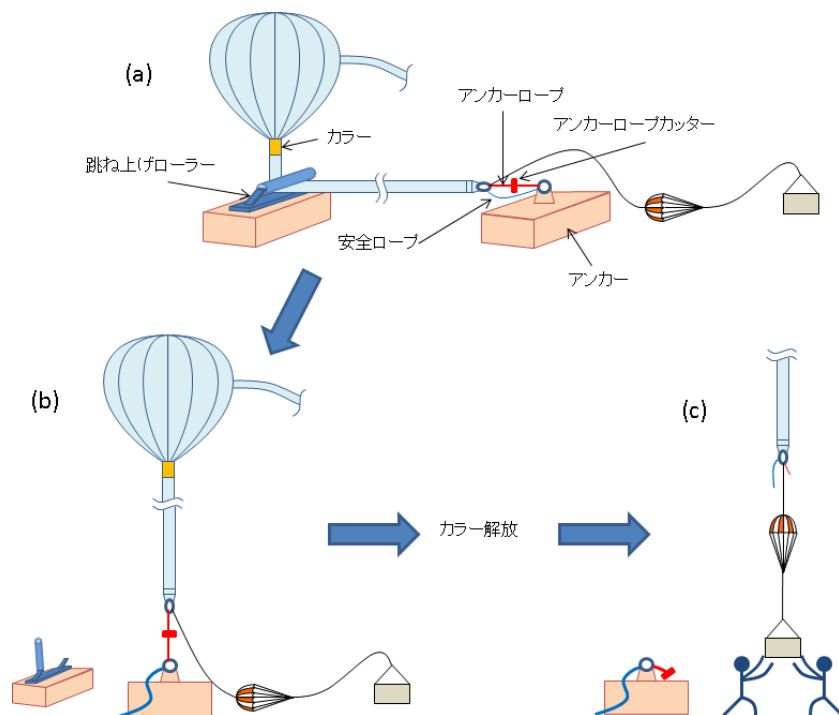 (a)
アンカーロープ
アンカーロープカッター
カラー
跳ね上げローラー
安全ロープ
アンカー
(b)
(c)
カラー解放